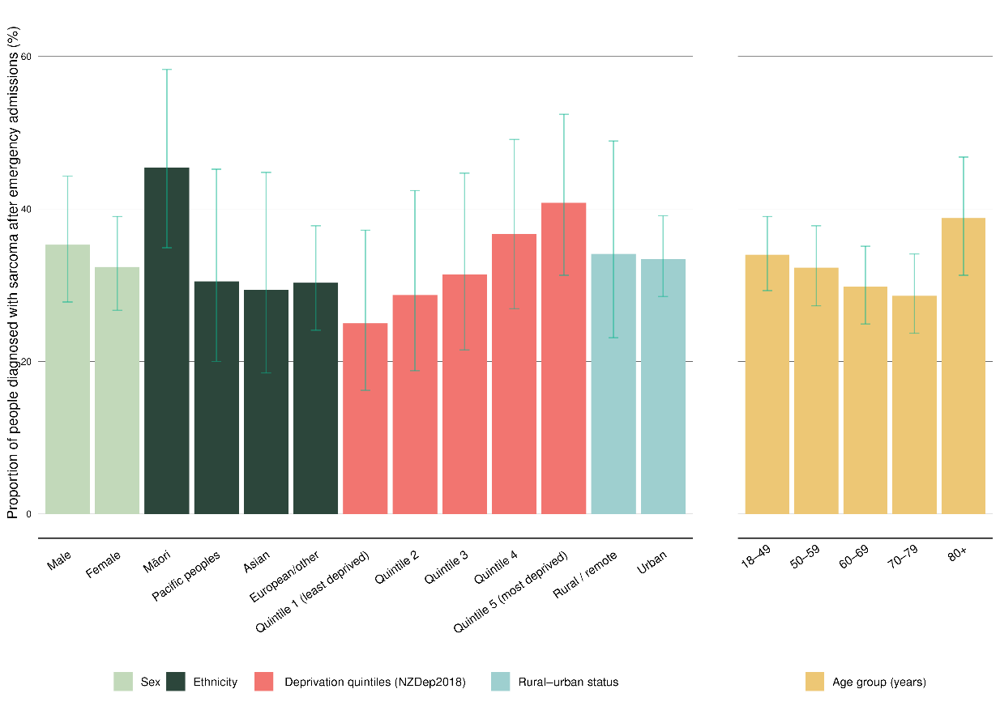 Proportion of people diagnosed with sarcoma after emergency admissions (%)
60
40
20
0
Male
Female
Māori
Pacific peoples
Asian
European/other
Quintile 1 (least deprived)
Quintile 2
Quintile 3
Quintile 4
Quintile 5 (most deprived)
Rural / remote
Urban
18–49
50–59
60–69
70–79
80+
Sex
Ethnicity
Deprivation quintiles (NZDep2018)
Rural–urban status
Age group (years)